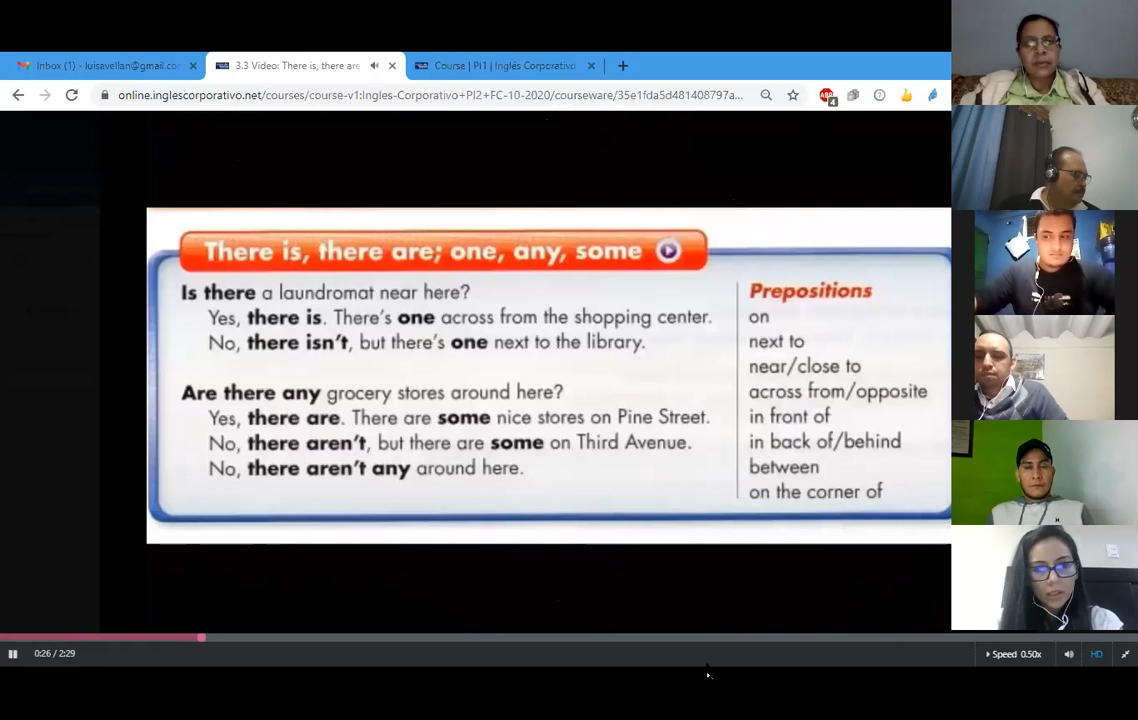 Inbox (1) - luisavellan@gmail.co
3.3 Video: There is, there are
Course | PI1 | Inglés Corporativo
online.inglescorporativo.net/courses/course-v1:Ingles-Corporativo+PI2+FC-10-2020/courseware/35e1fda5d481408797a...
4
There is, there are; one, any, some
Is there a laundromat near here?
Yes, there is. There's one across from the shopping center.
No, there isn't, but there's one next to the library.
Are there any grocery stores around here?
Yes, there are. There are some nice stores on Pine Street.
No, there aren't, but there are some on Third Avenue.
No, there aren't any around here.
Prepositions
on
next to
near/close to
across from/opposite
in front of
in back of/behind
between
on the corner of
0:26 / 2:29
Speed 0.50x
HD